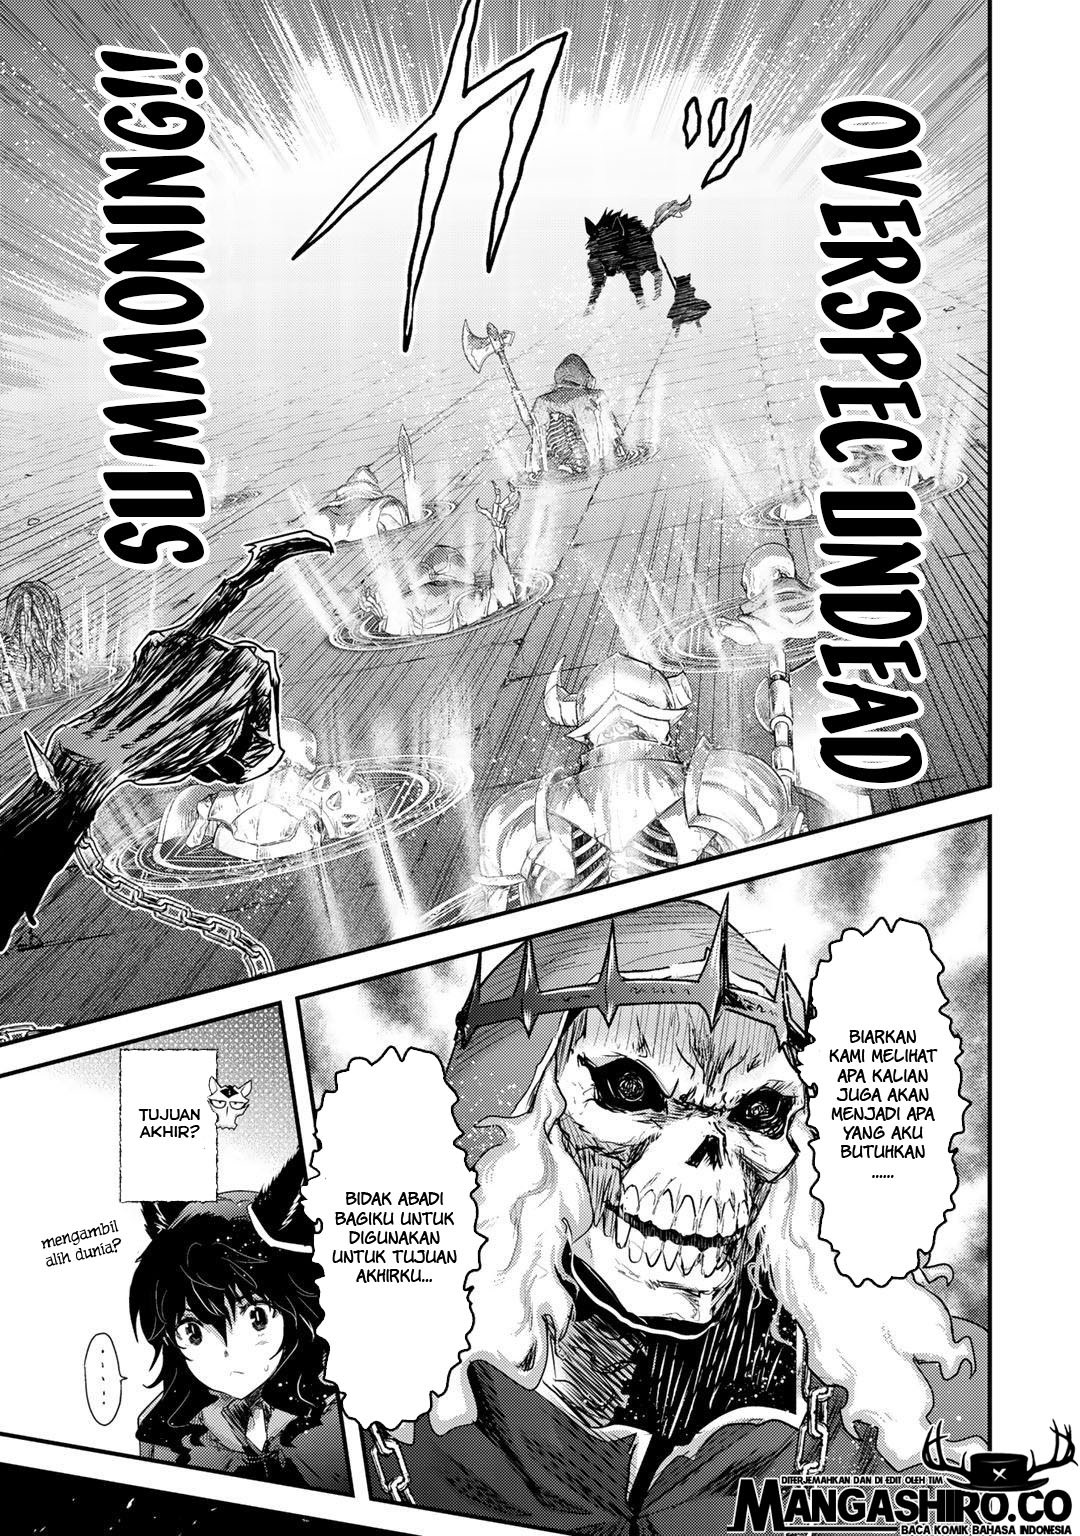 OVERSPEC UNDEAD
SUMMONING!!
カッ
BIARKAN
KAMI MELIHAT
APA KALIAN
JUGA AKAN
MENJADI APA
YANG AKU
BUTUHKAN
......
BIDAK ABADI
BAGIKU UNTUK
DIGUNAKAN
UNTUK TUJUAN
AKHIRKU...
TUJUAN
AKHIR?
mengambil
alih dunia?
.....
DITERJEMAHKAN DAN DI EDIT OLEH TIM
MANGASHIRO.CO
BACA KOMIK BAHASA INDONESIA